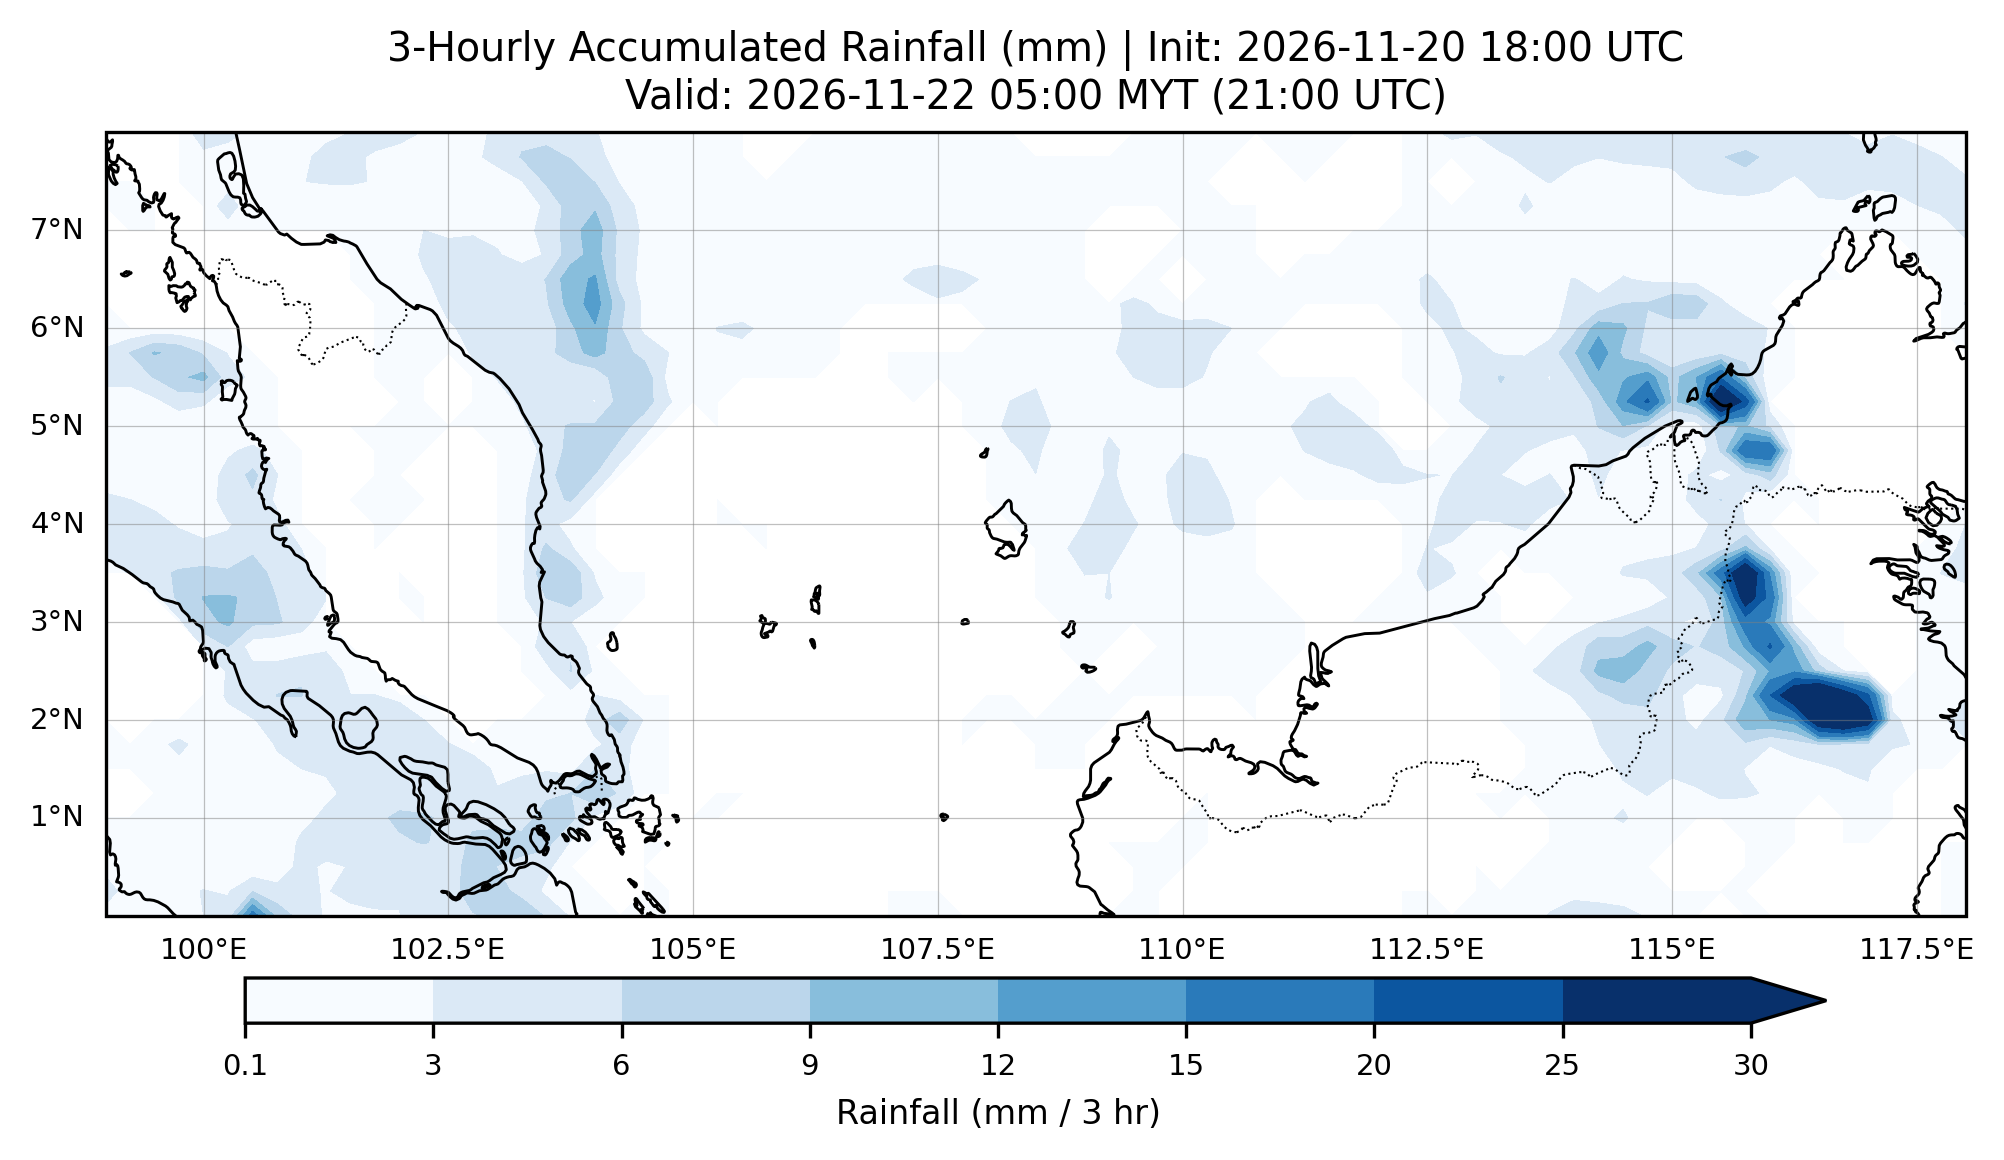 3-Hourly Accumulated Rainfall (mm) | Init: 2026-11-20 18:00 UTC
Valid: 2026-11-22 05:00 MYT (21:00 UTC)
7°N
6°N
5°N
4°N
3°N
2°N
1°N
100°E 102.5°E 105°E 107.5°E 110°E 112.5°E 115°E 117.5°E
0.1 3 6 9 12 15 20 25 30
Rainfall (mm / 3 hr)